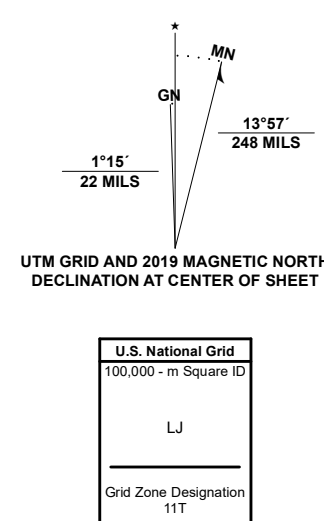 ★
MN
GN
13°57´
248 MILS
1°15´
22 MILS
UTM GRID AND 2019 MAGNETIC NORTH
DECLINATION AT CENTER OF SHEET
U.S. National Grid
100,000 - m Square ID
LJ
Grid Zone Designation
11T